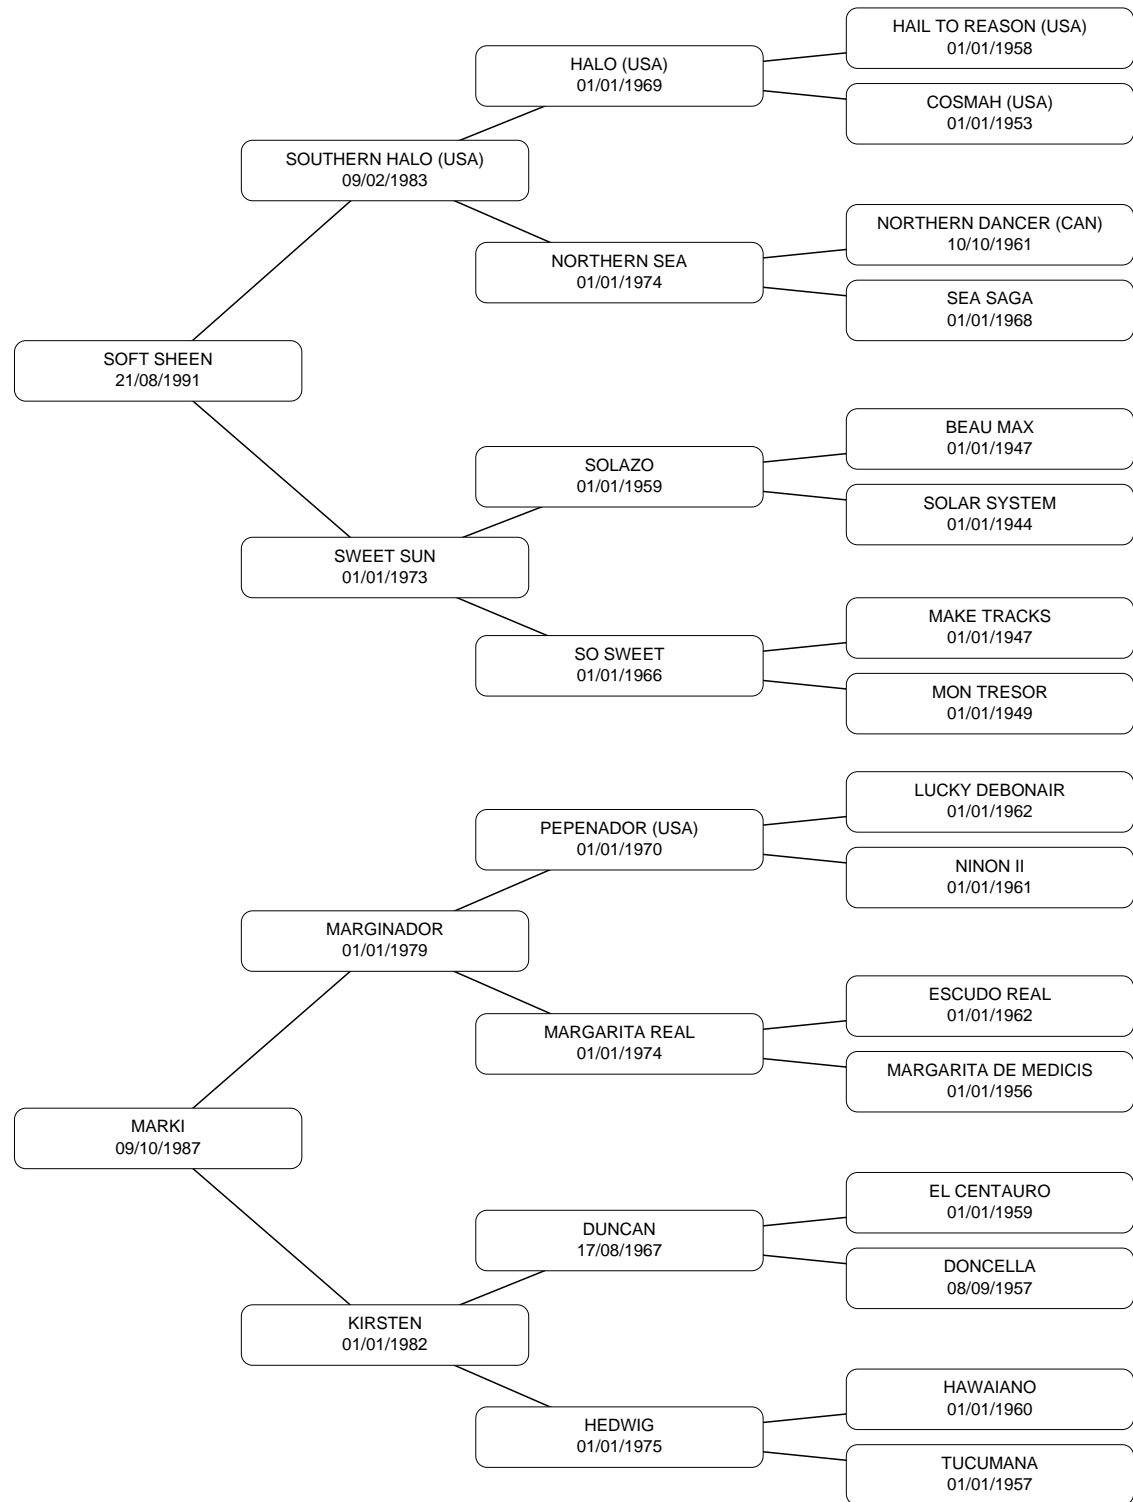 HAIL TO REASON (USA)
01/01/1958
HALO (USA)
01/01/1969
COSMAH (USA)
01/01/1953
SOUTHERN HALO (USA)
09/02/1983
NORTHERN DANCER (CAN)
10/10/1961
NORTHERN SEA
01/01/1974
SEA SAGA
01/01/1968
SOFT SHEEN
21/08/1991
BEAU MAX
01/01/1947
SOLAZO
01/01/1959
SOLAR SYSTEM
01/01/1944
SWEET SUN
01/01/1973
MAKE TRACKS
01/01/1947
SO SWEET
01/01/1966
MON TRESOR
01/01/1949
LUCKY DEBONAIR
01/01/1962
PEPENADOR (USA)
01/01/1970
NINON II
01/01/1961
MARGINADOR
01/01/1979
ESCUDO REAL
01/01/1962
MARGARITA REAL
01/01/1974
MARGARITA DE MEDICIS
01/01/1956
MARKI
09/10/1987
EL CENTAURO
01/01/1959
DUNCAN
17/08/1967
DONCELLA
08/09/1957
KIRSTEN
01/01/1982
HAWAIANO
01/01/1960
HEDWIG
01/01/1975
TUCUMANA
01/01/1957